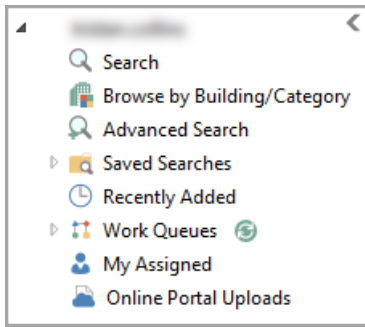 Search
Browse by Building/Category
Advanced Search
Saved Searches
Recently Added
Work Queues
My Assigned
Online Portal Uploads